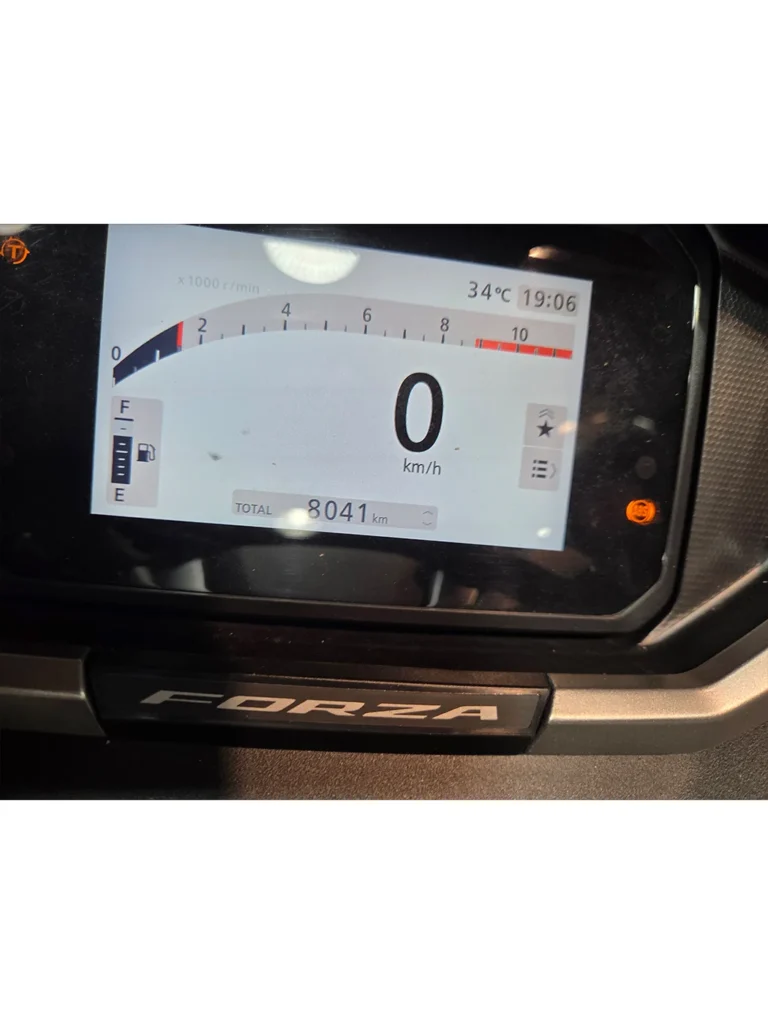 T
x1000 r/min
34°C 19:06
0 2 4 6 8 10
0
km/h
F
E
TOTAL 8041 km
FORZA